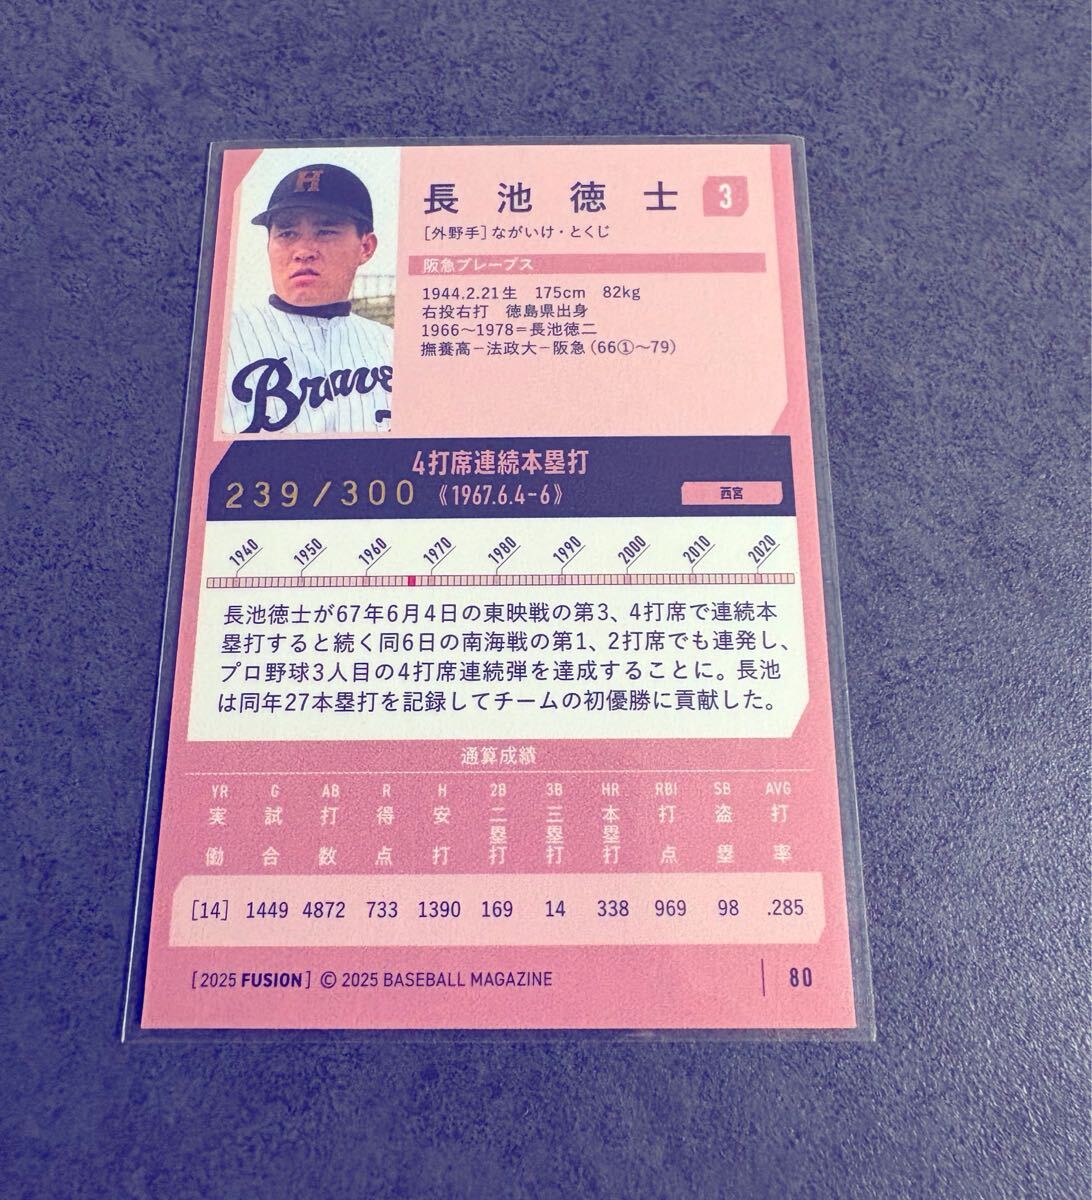 H
Brave
長池徳士 3
[外野手]ながいけ・とくじ
阪急ブレーブス
1944.2.21生 175cm 82kg
右投右打 徳島県出身
1966～1978=長池徳二
撫養高－法政大－阪急(66①～79)
4打席連続本塁打
239/300 《1967.6.4-6》 西宮
1940 1950 1960 1970 1980 1990 2000 2010 2020
長池徳士が67年6月4日の東映戦の第3、4打席で連続本
塁打すると続く同6日の南海戦の第1、2打席でも連発し、
プロ野球3人目の4打席連続弾を達成することに。長池
は同年27本塁打を記録してチームの初優勝に貢献した。
通算成績
YR G AB R H 2B 3B HR RBI SB AVG
実働 試合 打数 得点 安打 二塁打 三塁打 本塁打 打点 盗塁 打率
[14] 1449 4872 733 1390 169 14 338 969 98 .285
[2025 FUSION] © 2025 BASEBALL MAGAZINE 80